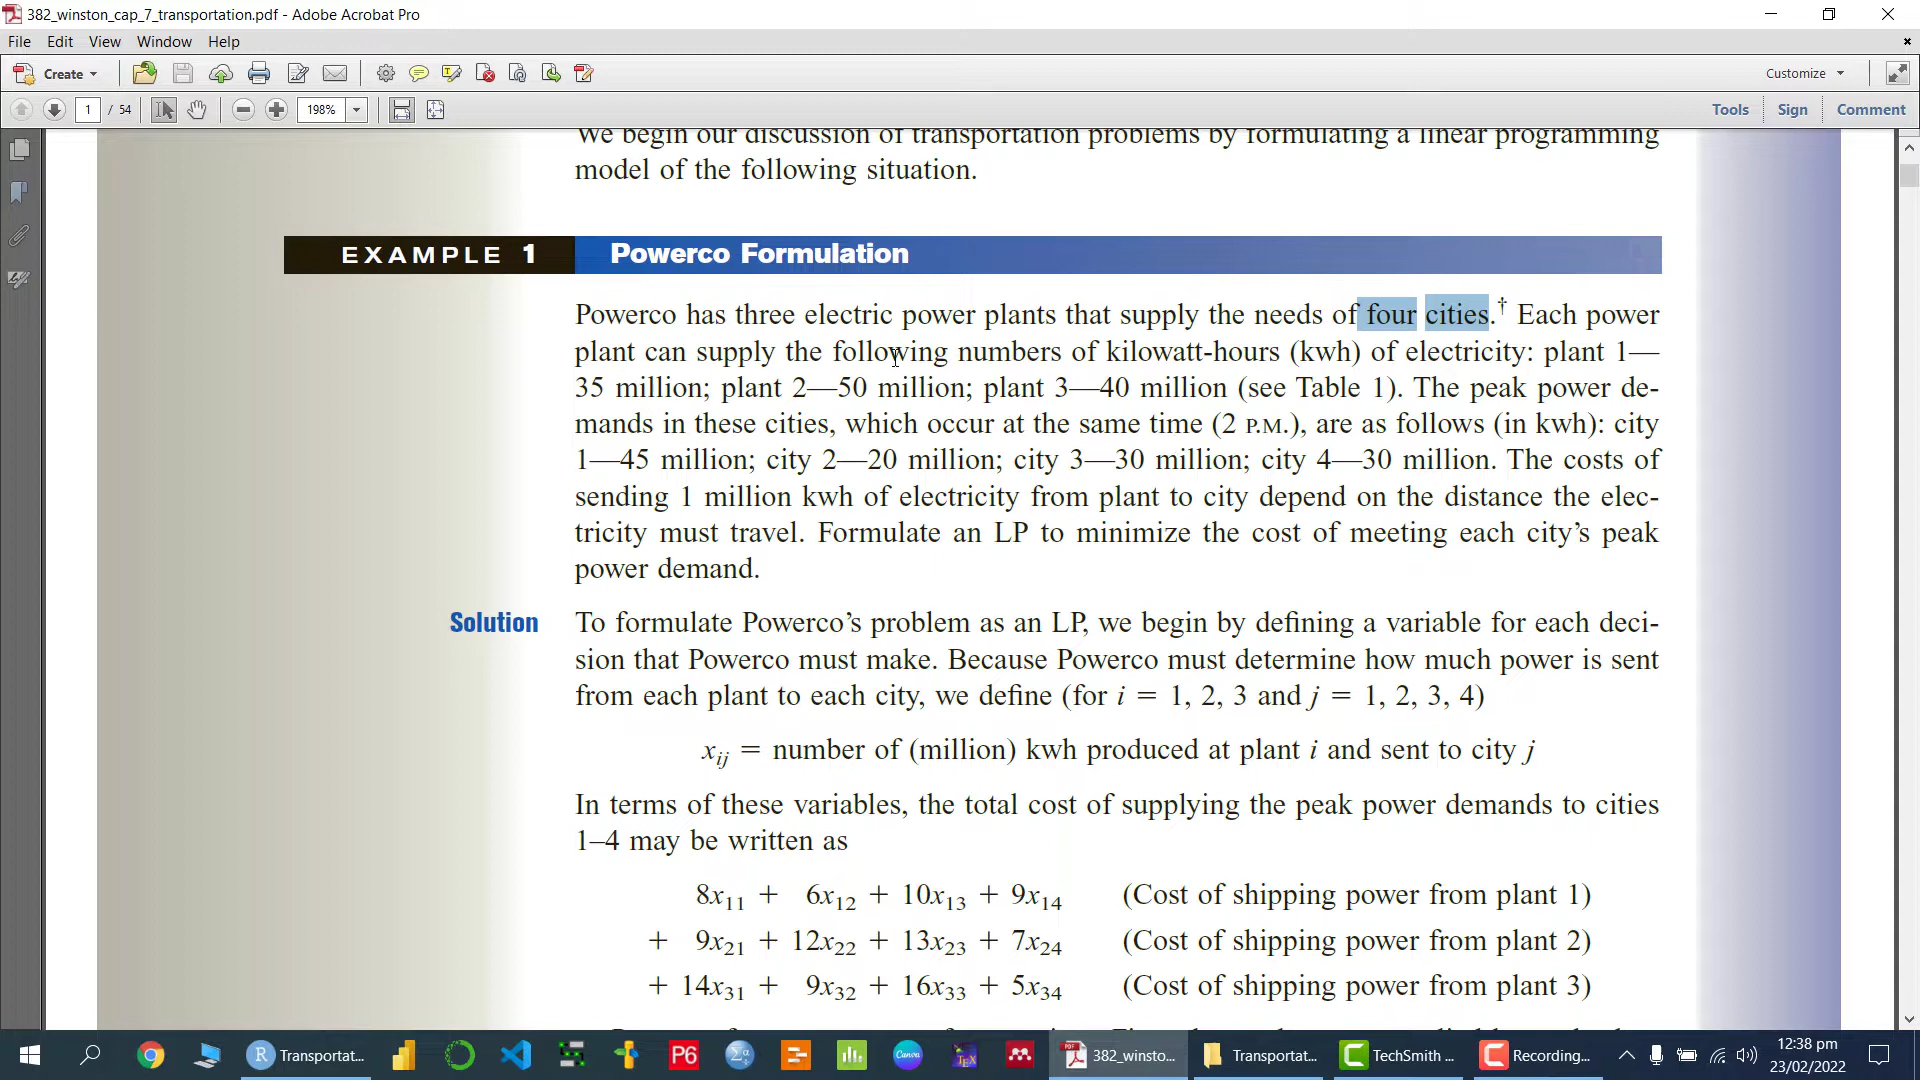 382_winston_cap_7_transportation.pdf - Adobe Acrobat Pro
File Edit View Window Help
Create
Customize
1 / 54
198%
Tools Sign Comment
We begin our discussion of transportation problems by formulating a linear programming
model of the following situation.
EXAMPLE 1 Powerco Formulation
Powerco has three electric power plants that supply the needs of four cities.† Each power
plant can supply the following numbers of kilowatt-hours (kwh) of electricity: plant 1—
35 million; plant 2—50 million; plant 3—40 million (see Table 1). The peak power de-
mands in these cities, which occur at the same time (2 P.M.), are as follows (in kwh): city
1—45 million; city 2—20 million; city 3—30 million; city 4—30 million. The costs of
sending 1 million kwh of electricity from plant to city depend on the distance the elec-
tricity must travel. Formulate an LP to minimize the cost of meeting each city's peak
power demand.
Solution To formulate Powerco's problem as an LP, we begin by defining a variable for each deci-
sion that Powerco must make. Because Powerco must determine how much power is sent
from each plant to each city, we define (for i = 1, 2, 3 and j = 1, 2, 3, 4)
xij = number of (million) kwh produced at plant i and sent to city j
In terms of these variables, the total cost of supplying the peak power demands to cities
1–4 may be written as
8x11 + 6x12 + 10x13 + 9x14 (Cost of shipping power from plant 1)
+ 9x21 + 12x22 + 13x23 + 7x24 (Cost of shipping power from plant 2)
+ 14x31 + 9x32 + 16x33 + 5x34 (Cost of shipping power from plant 3)
Transportat... P6 Canva TEX 382_winsto... Transportat... TechSmith ... Recording...
12:38 pm
23/02/2022